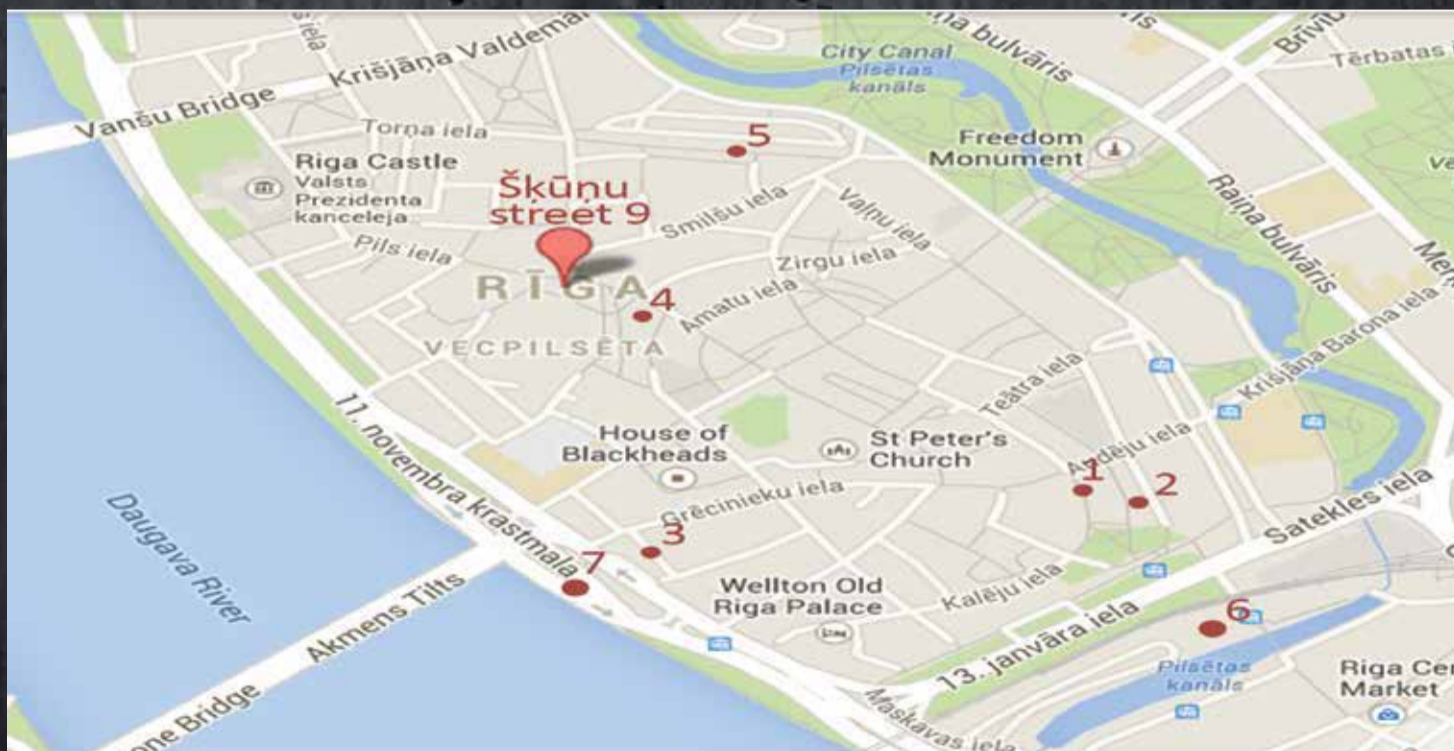 s iela
Krišjāņa Valdemar
Vanšu Bridge
Torņa iela
Riga Castle
Valsts
Prezidenta
kanceleja
Pils iela
Šķūņu
street 9
5
Smilšu iela
Vaļņu iela
Zirgu iela
City Canal
Pilsētas
kanāls
Freedom
Monument
Tērbatas
Raiņa bulvāris
RĪGA
4
Amatu iela
VECPILSĒTA
Teātra iela
Krišjāņa Barona iela
11. novembra krastmala
House of
Blackheads
St Peter's
Church
Audēju iela
1
2
Grēcinieku iela
3
7
Daugava River
Akmens Tilts
one Bridge
Wellton Old
Riga Palace
Kalēju iela
Satekles iela
13. janvāra iela
6
Pilsētas
kanāls
Riga Cer
Market
Maskavas iela